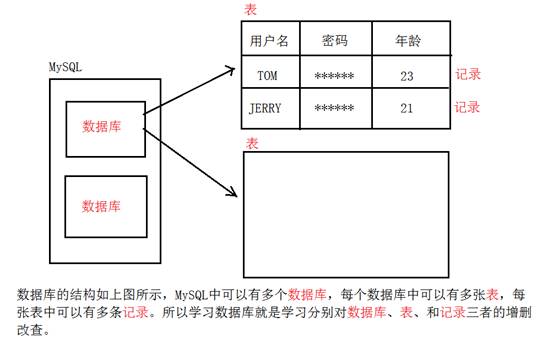 表
用户名 密码 年龄
TOM ****** 23 记录
JERRY ****** 21 记录
MySQL
数据库
表
数据库
数据库的结构如上图所示，MySQL中可以有多个数据库，每个数据库中可以有多张表，每
张表中可以有多条记录。所以学习数据库就是学习分别对数据库、表、和记录三者的增删
改查。